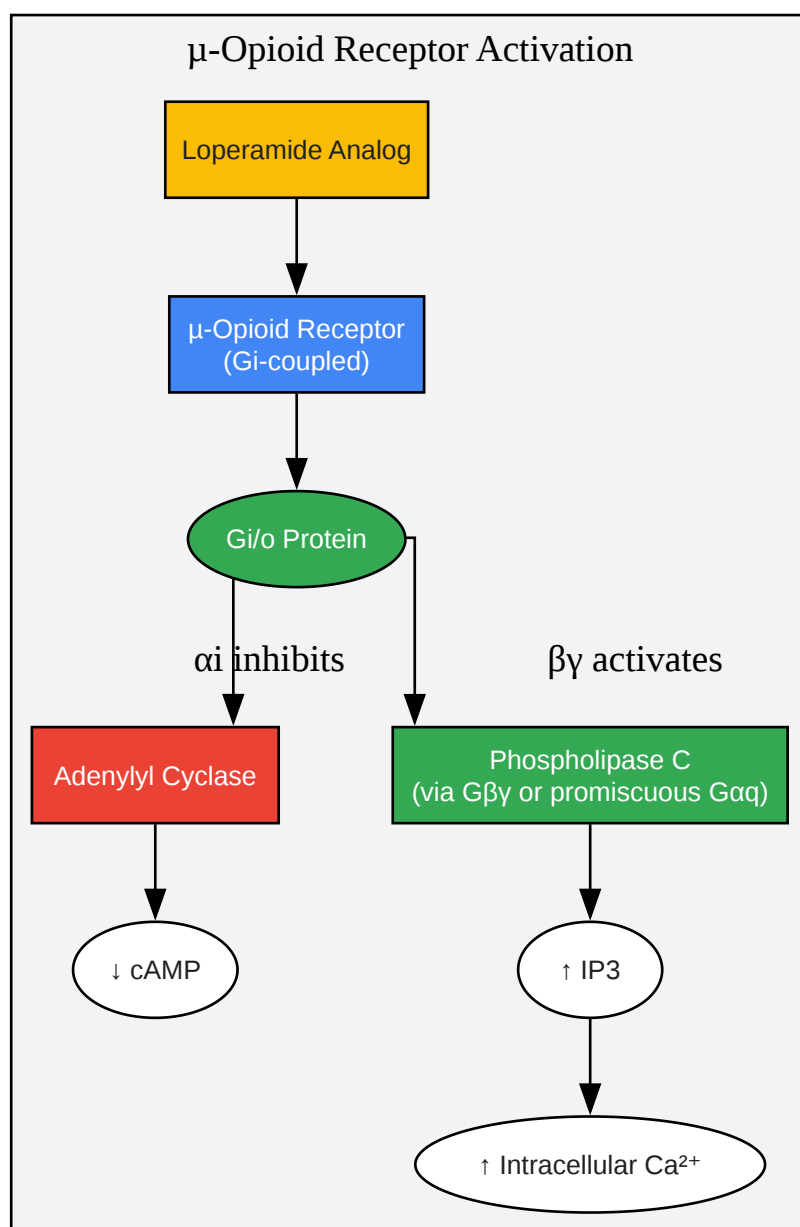 µ-Opioid Receptor Activation
Loperamide Analog
µ-Opioid Receptor
(Gi-coupled)
Gi/o Protein
αi inhibits
βγ activates
Adenylyl Cyclase
Phospholipase C
(via Gβγ or promiscuous Gαq)
↓ cAMP
↑ IP3
↑ Intracellular Ca²⁺